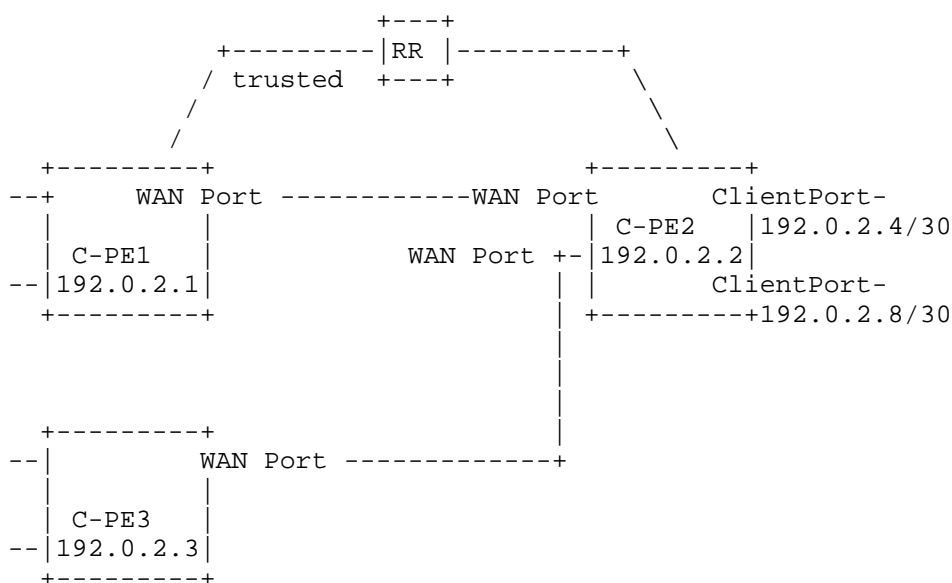 RR
trusted
WAN Port WAN Port ClientPort-
C-PE2 192.0.2.4/30
C-PE1 WAN Port 192.0.2.2
192.0.2.1 ClientPort-
192.0.2.8/30
WAN Port
C-PE3
192.0.2.3